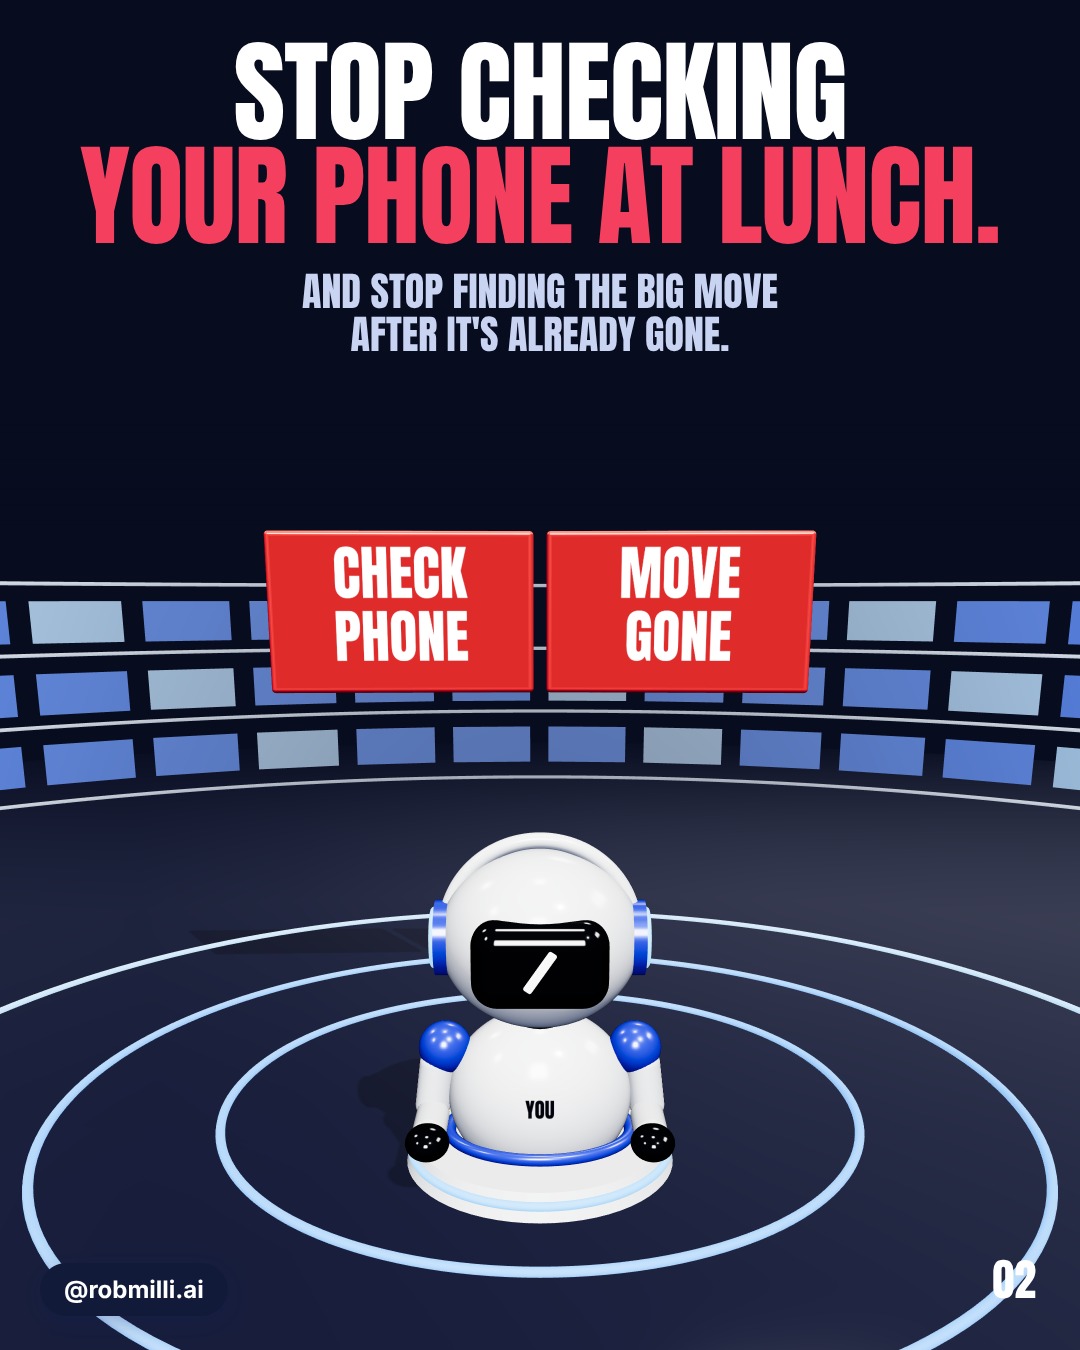 STOP CHECKING
YOUR PHONE AT LUNCH.
AND STOP FINDING THE BIG MOVE
AFTER IT'S ALREADY GONE.
CHECK
PHONE
MOVE
GONE
YOU
@robmilli.ai
02